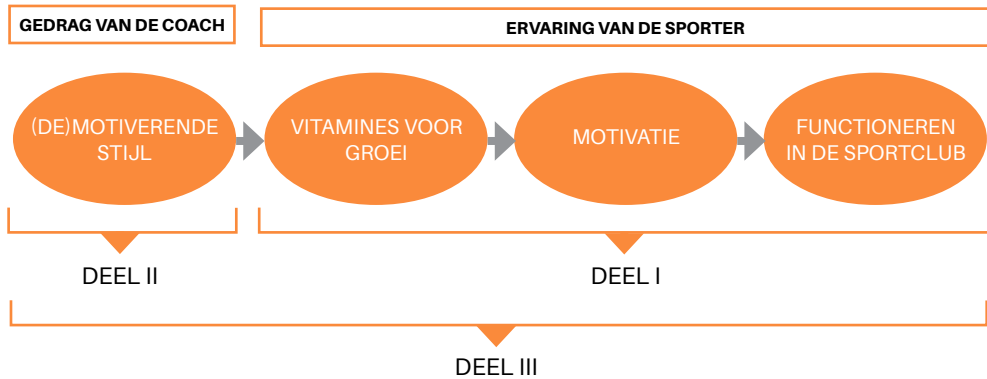 GEDRAG VAN DE COACH
ERVARING VAN DE SPORTER
(DE)MOTIVERENDE
STIJL
VITAMINES VOOR
GROEI
MOTIVATIE
FUNCTIONEREN
IN DE SPORTCLUB
DEEL II
DEEL I
DEEL III